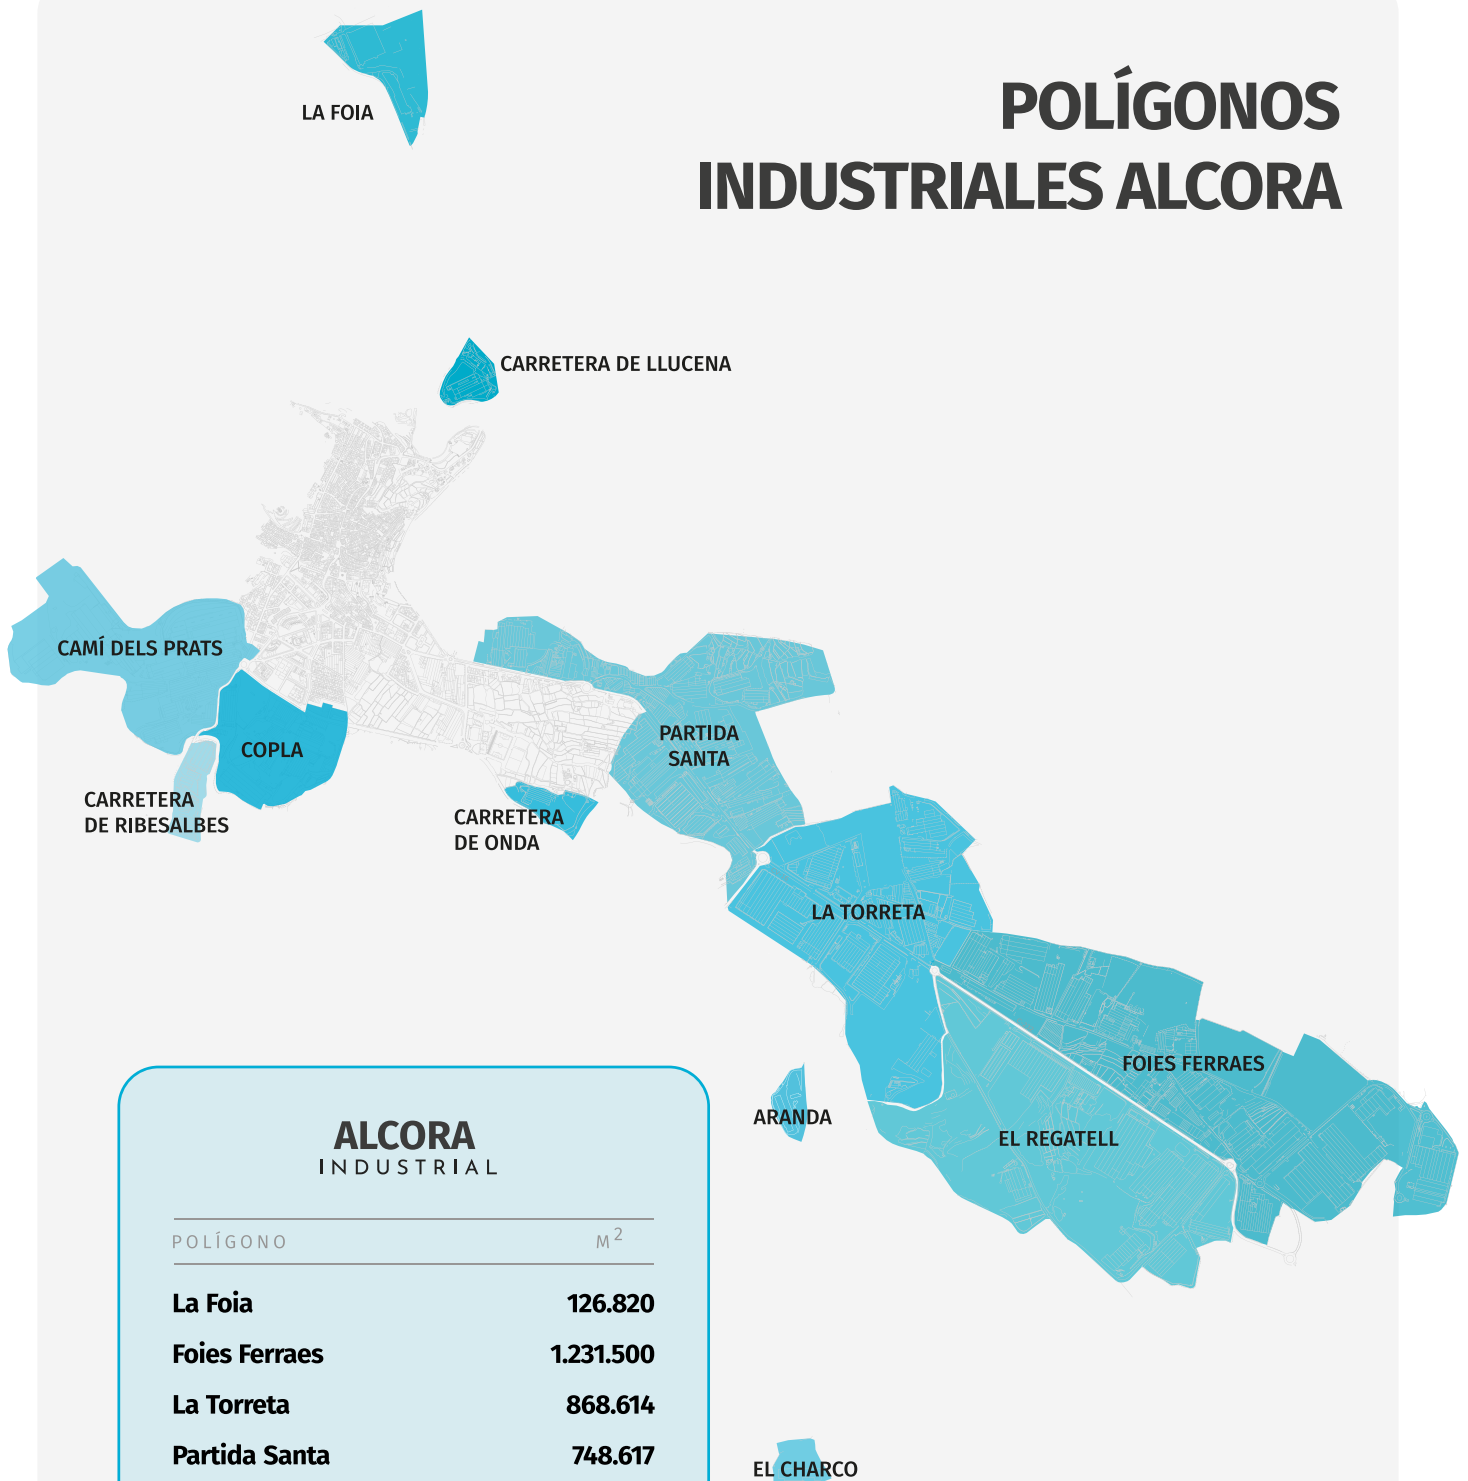 LA FOIA
POLÍGONOS
INDUSTRIALES ALCORA
CARRETERA DE LLUCENA
CAMÍ DELS PRATS
COPLA
CARRETERA
DE RIBESALBES
CARRETERA
DE ONDA
PARTIDA
SANTA
LA TORRETA
FOIES FERRAES
EL REGATELL
ARANDA
ALCORA
INDUSTRIAL
POLÍGONO M²
La Foia 126.820
Foies Ferraes 1.231.500
La Torreta 868.614
Partida Santa 748.617
EL CHARCO